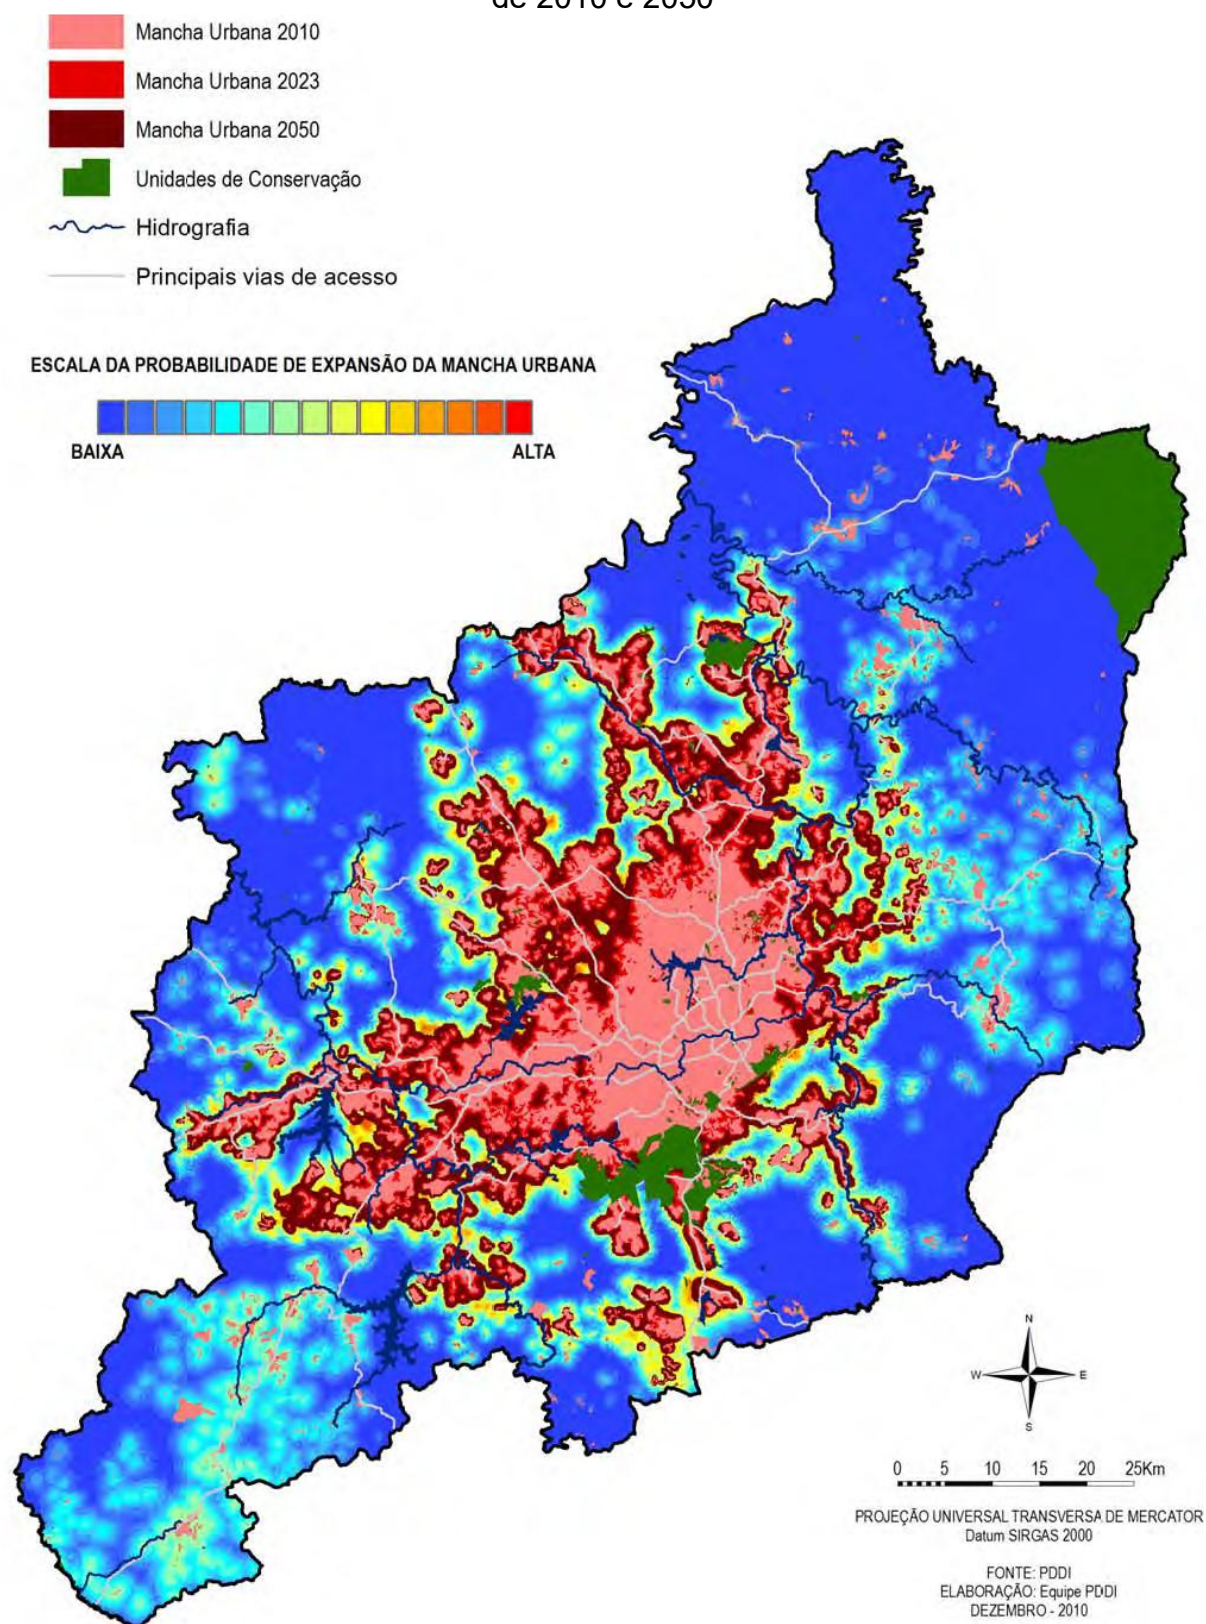 de 2010 e 2050
Mancha Urbana 2010
Mancha Urbana 2023
Mancha Urbana 2050
Unidades de Conservação
Hidrografia
Principais vias de acesso
ESCALA DA PROBABILIDADE DE EXPANSÃO DA MANCHA URBANA
BAIXA ALTA
N
W E
S
0 5 10 15 20 25Km
PROJEÇÃO UNIVERSAL TRANSVERSA DE MERCATOR
Datum SIRGAS 2000
FONTE: PDDI
ELABORAÇÃO: Equipe PDDI
DEZEMBRO - 2010